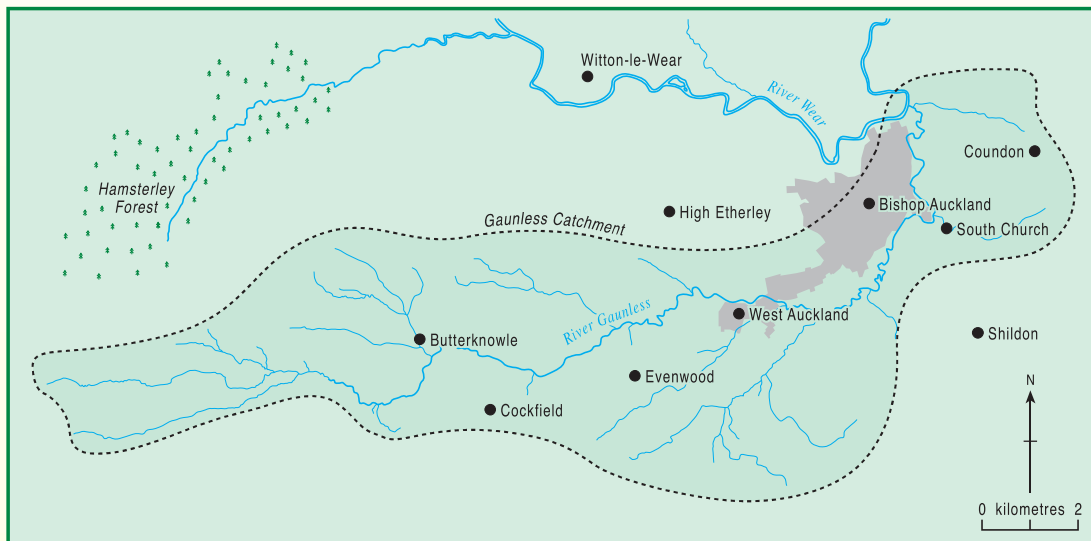 Witton-le-Wear
River Wear
Coundon
Hamsterley
Forest
High Etherley
Gaunless Catchment
Bishop Auckland
South Church
River Gaunless
West Auckland
Shildon
Butterknowle
Evenwood
Cockfield
N
0 kilometres 2